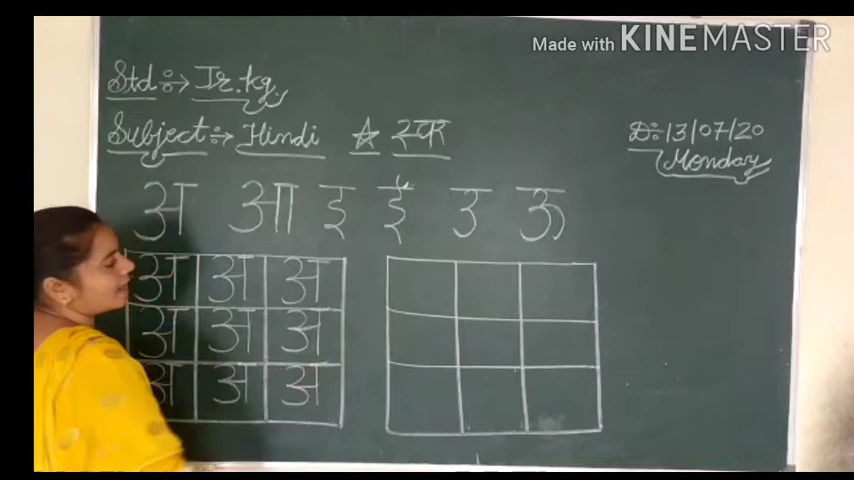 Made with KINEMASTER
Std :→ Jr.kg.
Subject :→ Hindi ☆ स्वर
D:13/07/20
Monday
अ आ इ ई उ ऊ
अ अ अ
अ अ अ
अ अ अ